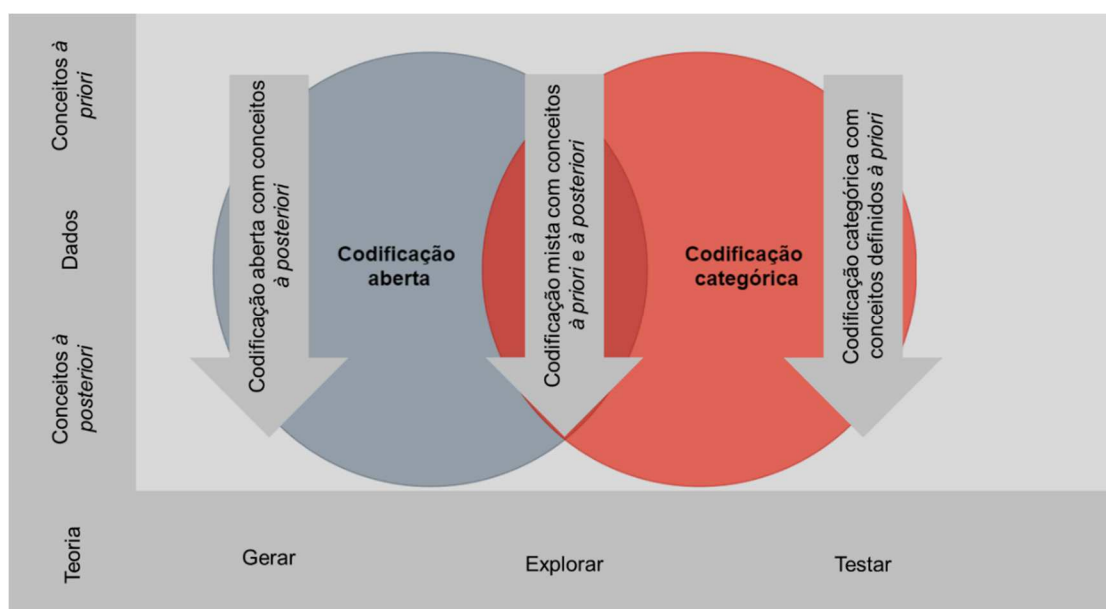 Conceitos à
priori
Dados
Conceitos à
posteriori
Teoria
Codificação aberta com conceitos
à posteriori
Codificação
aberta
Codificação mista com conceitos
à priori e à posteriori
Codificação
categórica
Codificação categórica com
conceitos definidos à priori
Gerar
Explorar
Testar